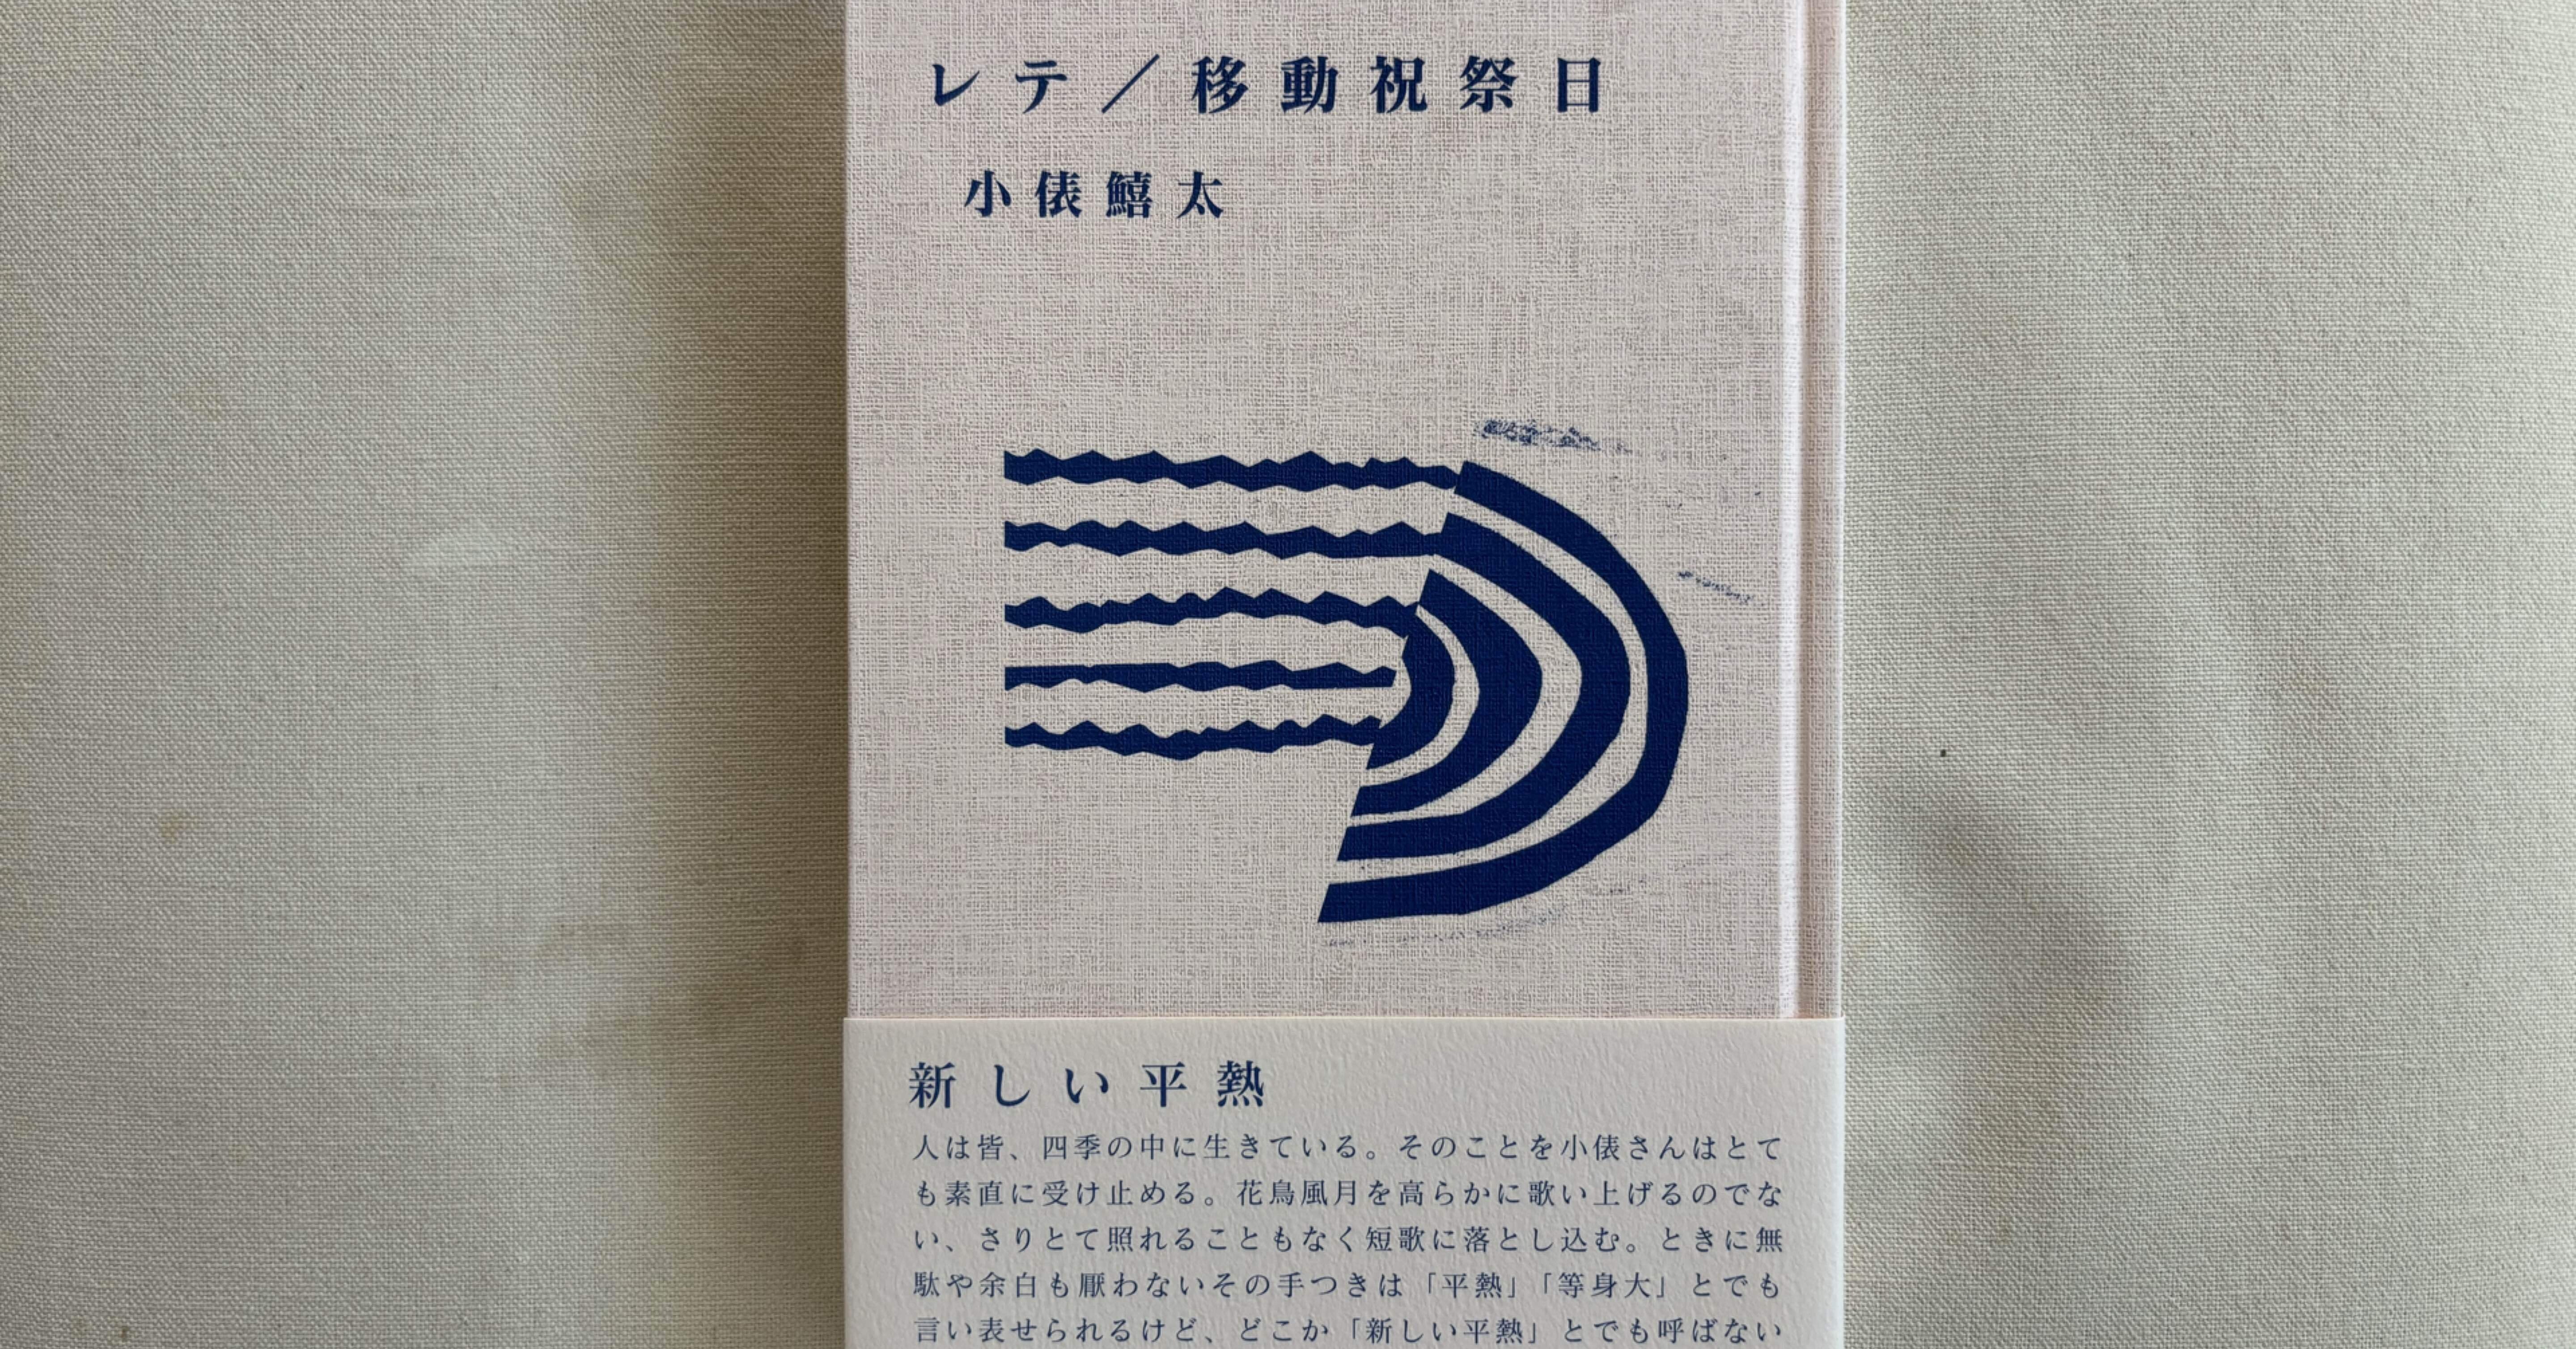 レテ／移動祝祭日
小俵鱚太
新しい平熱
人は皆、四季の中に生きている。そのことを小俵さんはとて
も素直に受け止める。花鳥風月を高らかに歌い上げるのでな
い、さりとて照れることもなく短歌に落とし込む。ときに無
駄や余白も厭わないその手つきは「平熱」「等身大」とでも
言い表せられるけど、どこか「新しい平熱」とでも呼ばない